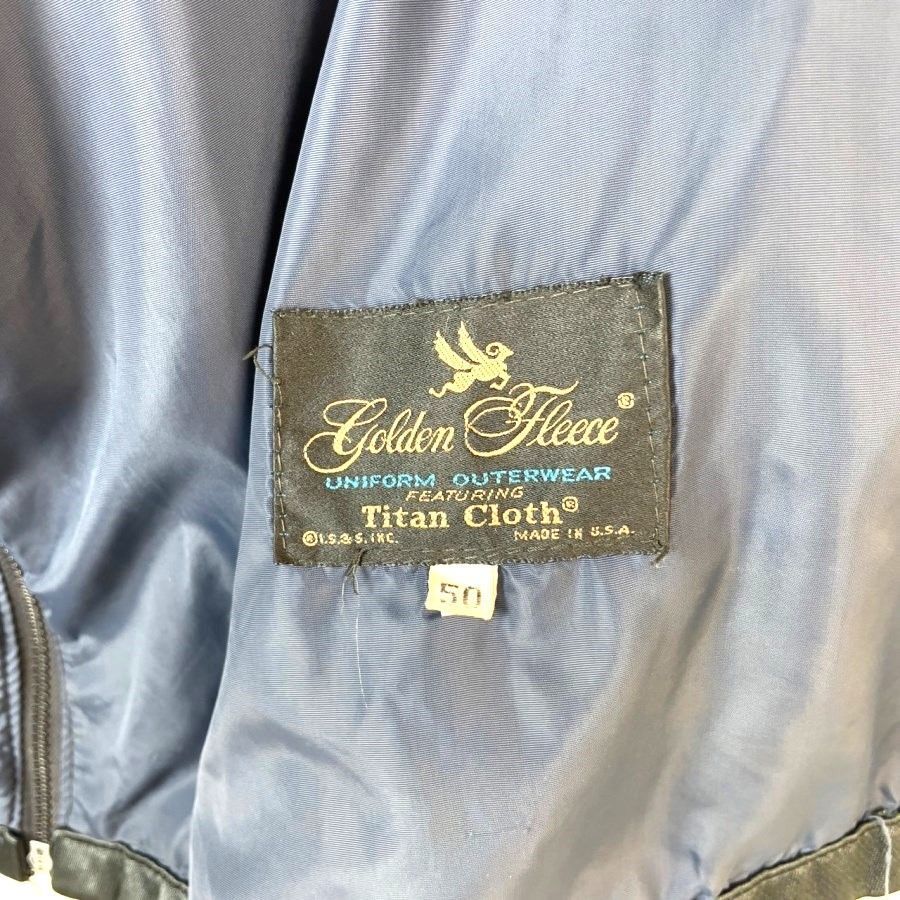 Golden Fleece®
UNIFORM OUTERWEAR
FEATURING
Titan Cloth®
©I.S.& S. INC. MADE IN U.S.A.
50